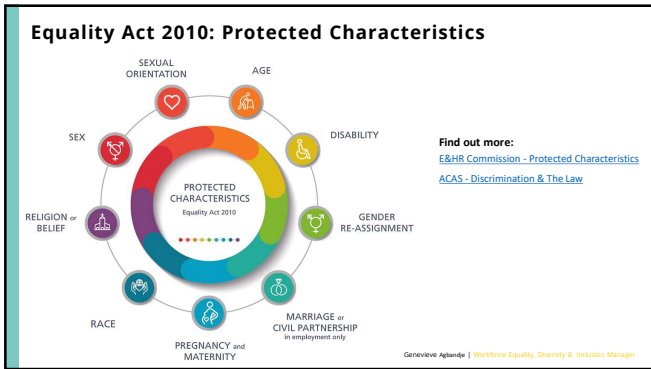 Equality Act 2010: Protected Characteristics
SEXUAL
ORIENTATION
AGE
DISABILITY
GENDER
RE-ASSIGNMENT
MARRIAGE or
CIVIL PARTNERSHIP
in employment only
PREGNANCY and
MATERNITY
RACE
RELIGION or
BELIEF
SEX
PROTECTED
CHARACTERISTICS
Equality Act 2010
Find out more:
E&HR Commission - Protected Characteristics
ACAS - Discrimination & The Law
Genevieve Agbandje | Workforce Equality, Diversity & Inclusion Manager